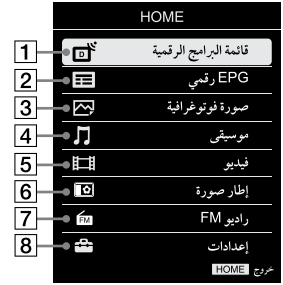 HOME
1 قائمة البرامج الرقمية
2 EPG رقمي
3 صورة فوتوغرافية
4 موسيقى
5 فيديو
6 إطار صورة
7 راديو FM
8 إعدادات
خروج HOME